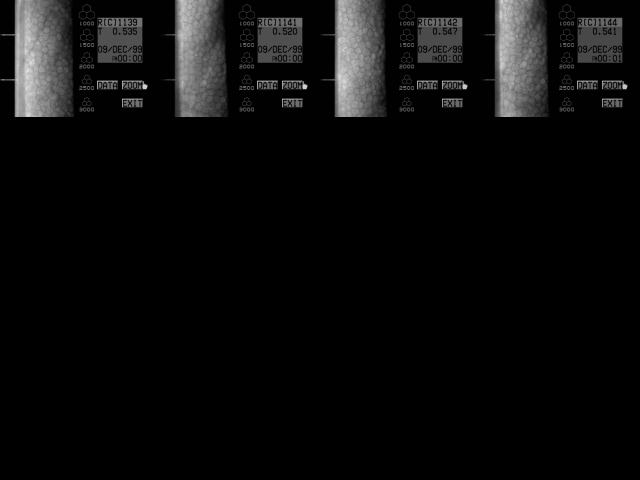 1000
1500
2000
2500
3000
R(C)1139
T 0.535
09/DEC/99
PM00:00
DATA ZOOM
EXIT
1000
1500
2000
2500
3000
R(C)1141
T 0.520
09/DEC/99
PM00:00
DATA ZOOM
EXIT
1000
1500
2000
2500
3000
R(C)1142
T 0.547
09/DEC/99
PM00:00
DATA ZOOM
EXIT
1000
1500
2000
2500
3000
R(C)1144
T 0.541
09/DEC/99
PM00:01
DATA ZOOM
EXIT